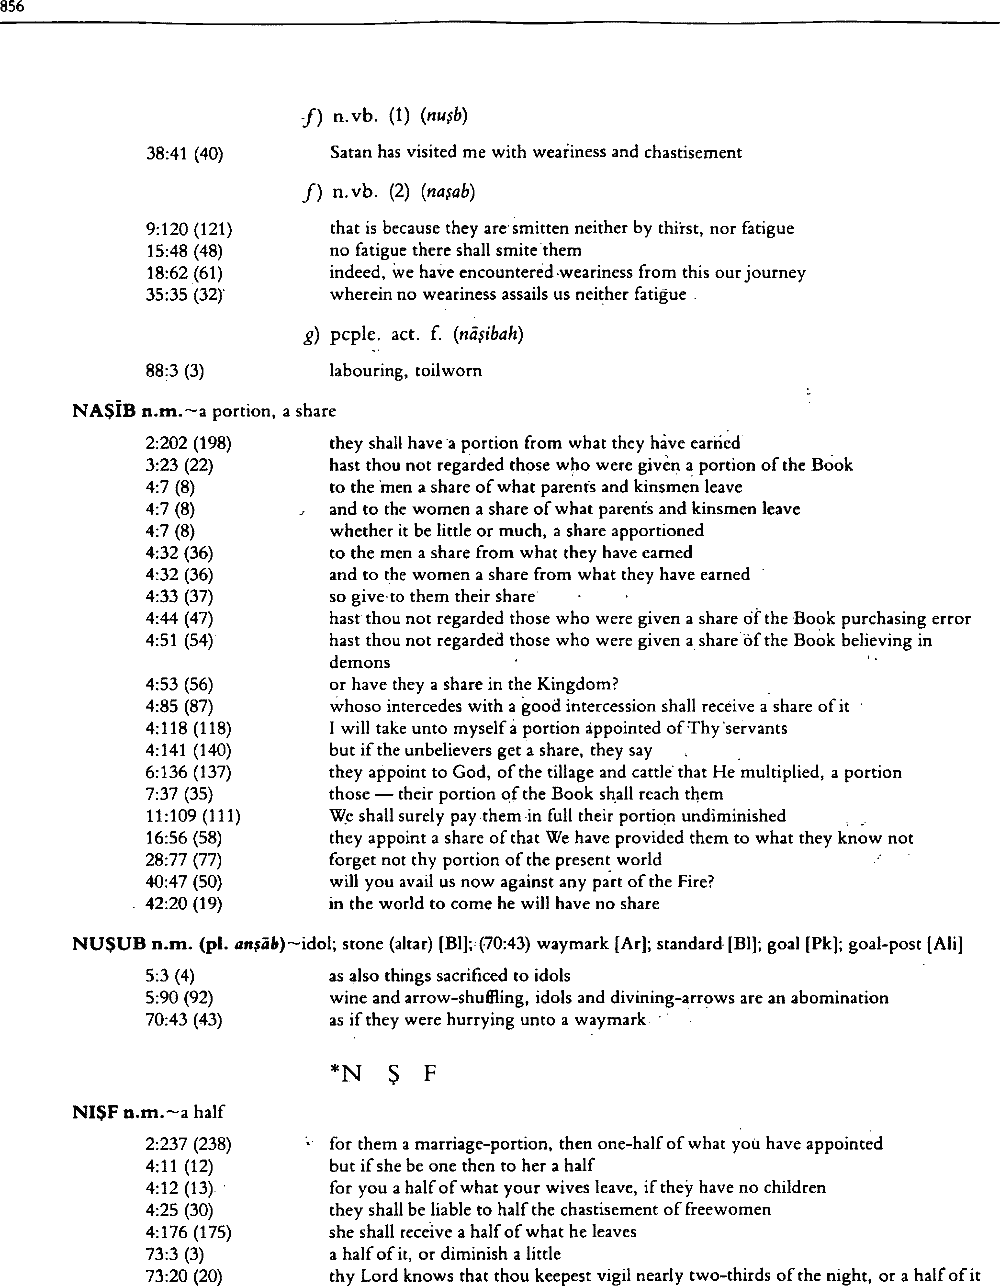 856
f) n.vb. (1) (nuṣb)
38:41 (40) Satan has visited me with weariness and chastisement
f) n.vb. (2) (naṣab)
9:120 (121) that is because they are smitten neither by thirst, nor fatigue
15:48 (48) no fatigue there shall smite them
18:62 (61) indeed, we have encountered weariness from this our journey
35:35 (32) wherein no weariness assails us neither fatigue
g) pcple. act. f. (nāṣibah)
88:3 (3) labouring, toilworn
NAṢĪB n.m.~a portion, a share
2:202 (198) they shall have a portion from what they have earned
3:23 (22) hast thou not regarded those who were given a portion of the Book
4:7 (8) to the men a share of what parents and kinsmen leave
4:7 (8) and to the women a share of what parents and kinsmen leave
4:7 (8) whether it be little or much, a share apportioned
4:32 (36) to the men a share from what they have earned
4:32 (36) and to the women a share from what they have earned
4:33 (37) so give to them their share
4:44 (47) hast thou not regarded those who were given a share of the Book purchasing error
4:51 (54) hast thou not regarded those who were given a share of the Book believing in
demons
4:53 (56) or have they a share in the Kingdom?
4:85 (87) whoso intercedes with a good intercession shall receive a share of it
4:118 (118) I will take unto myself a portion appointed of Thy servants
4:141 (140) but if the unbelievers get a share, they say
6:136 (137) they appoint to God, of the tillage and cattle that He multiplied, a portion
7:37 (35) those — their portion of the Book shall reach them
11:109 (111) We shall surely pay them in full their portion undiminished
16:56 (58) they appoint a share of that We have provided them to what they know not
28:77 (77) forget not thy portion of the present world
40:47 (50) will you avail us now against any part of the Fire?
42:20 (19) in the world to come he will have no share
NUṢUB n.m. (pl. anṣāb)~idol; stone (altar) [Bl]; (70:43) waymark [Ar]; standard [Bl]; goal [Pk]; goal-post [Ali]
5:3 (4) as also things sacrificed to idols
5:90 (92) wine and arrow-shuffling, idols and divining-arrows are an abomination
70:43 (43) as if they were hurrying unto a waymark
*N Ṣ F
NIṢF n.m.~a half
2:237 (238) for them a marriage-portion, then one-half of what you have appointed
4:11 (12) but if she be one then to her a half
4:12 (13) for you a half of what your wives leave, if they have no children
4:25 (30) they shall be liable to half the chastisement of freewomen
4:176 (175) she shall receive a half of what he leaves
73:3 (3) a half of it, or diminish a little
73:20 (20) thy Lord knows that thou keepest vigil nearly two-thirds of the night, or a half of it